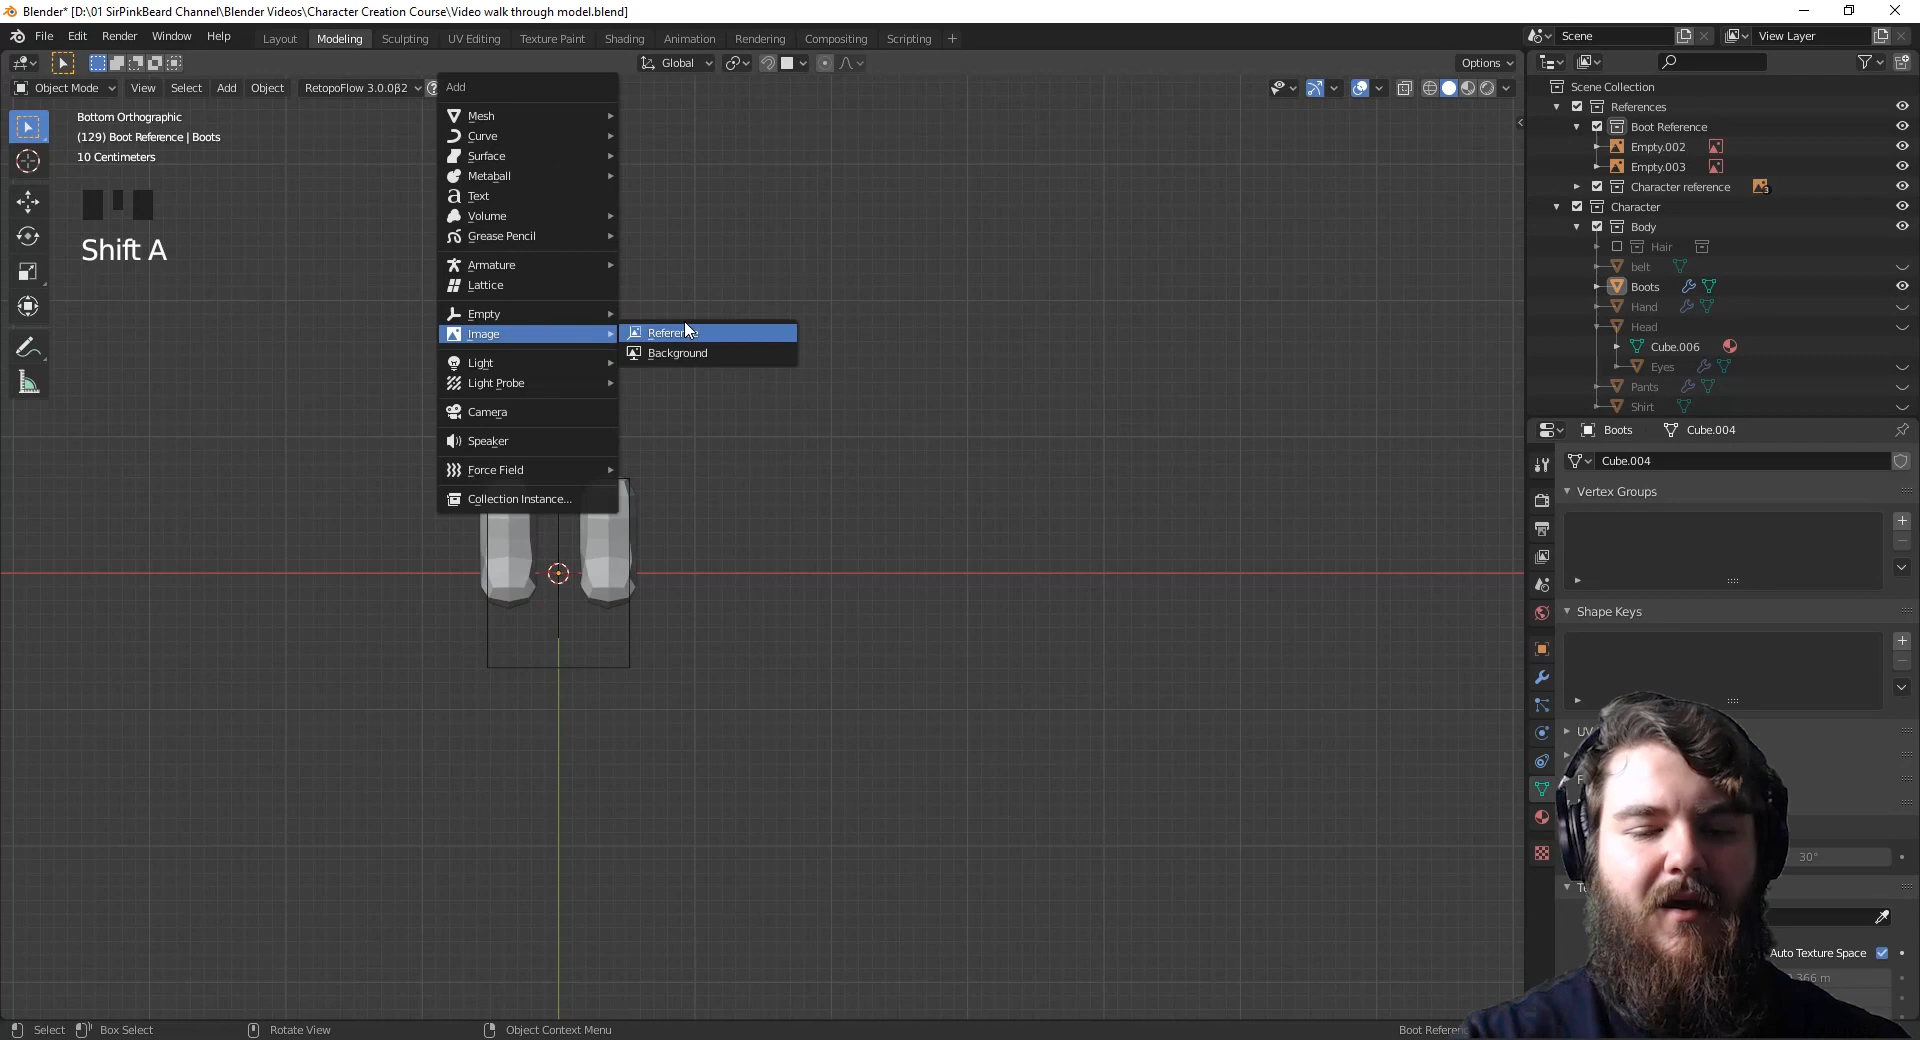 Blender* [D:\01 SirPinkBeard Channel\Blender Videos\Character Creation Course\Video walk through model.blend]
File Edit Render Window Help Layout Modeling Sculpting UV Editing Texture Paint Shading Animation Rendering Compositing Scripting + Scene View Layer
Global Options
Object Mode View Select Add Object RetopoFlow 3.0.0β2
Bottom Orthographic
(129) Boot Reference | Boots
10 Centimeters
Shift A
Add
Mesh
Curve
Surface
Metaball
Text
Volume
Grease Pencil
Armature
Lattice
Empty
Image
Light
Light Probe
Camera
Speaker
Force Field
Collection Instance...
Background
Scene Collection
References
Boot Reference
Empty.002
Empty.003
Character reference 3
Character
Body
Hair
belt
Boots
Hand
Head
Cube.006
Eyes
Pants
Shirt
Boots Cube.004
Cube.004
Vertex Groups
Shape Keys
30°
Auto Texture Space
Select Box Select Rotate View Object Context Menu